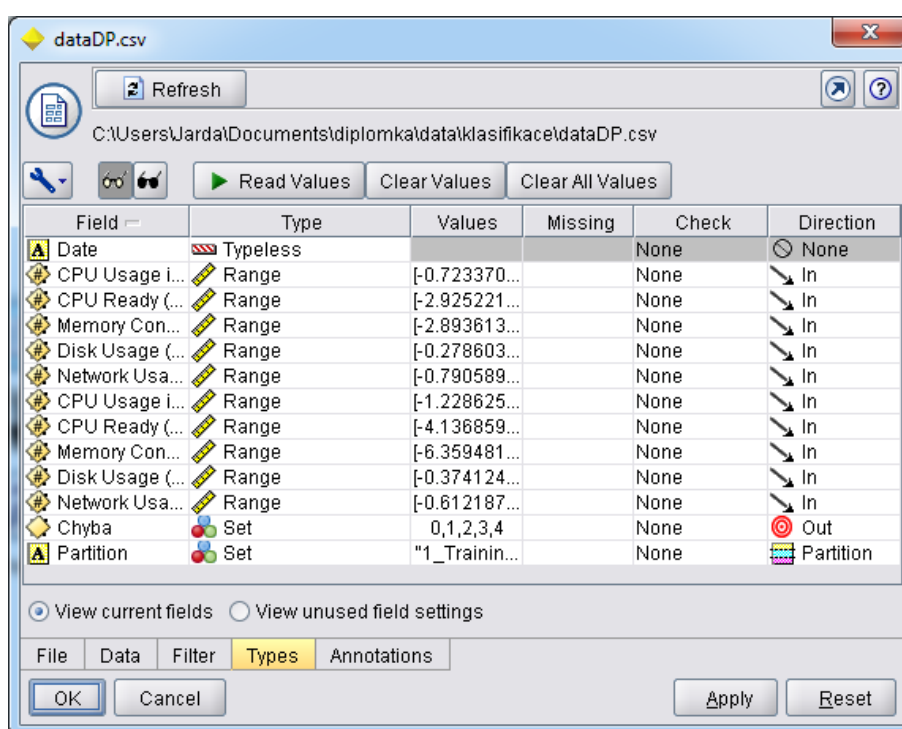 dataDP.csv
Refresh
C:\Users\Jarda\Documents\diplomka\data\klasifikace\dataDP.csv
Read Values Clear Values Clear All Values
Field Type Values Missing Check Direction
A Date Typeless None None
# CPU Usage i... Range [-0.723370... None In
# CPU Ready (... Range [-2.925221... None In
# Memory Con... Range [-2.893613... None In
# Disk Usage (... Range [-0.278603... None In
# Network Usa... Range [-0.790589... None In
# CPU Usage i... Range [-1.228625... None In
# CPU Ready (... Range [-4.136859... None In
# Memory Con... Range [-6.359481... None In
# Disk Usage (... Range [-0.374124... None In
# Network Usa... Range [-0.612187... None In
Chyba Set 0,1,2,3,4 None Out
A Partition Set "1_Trainin... None Partition
View current fields View unused field settings
File Data Filter Types Annotations
OK Cancel Apply Reset